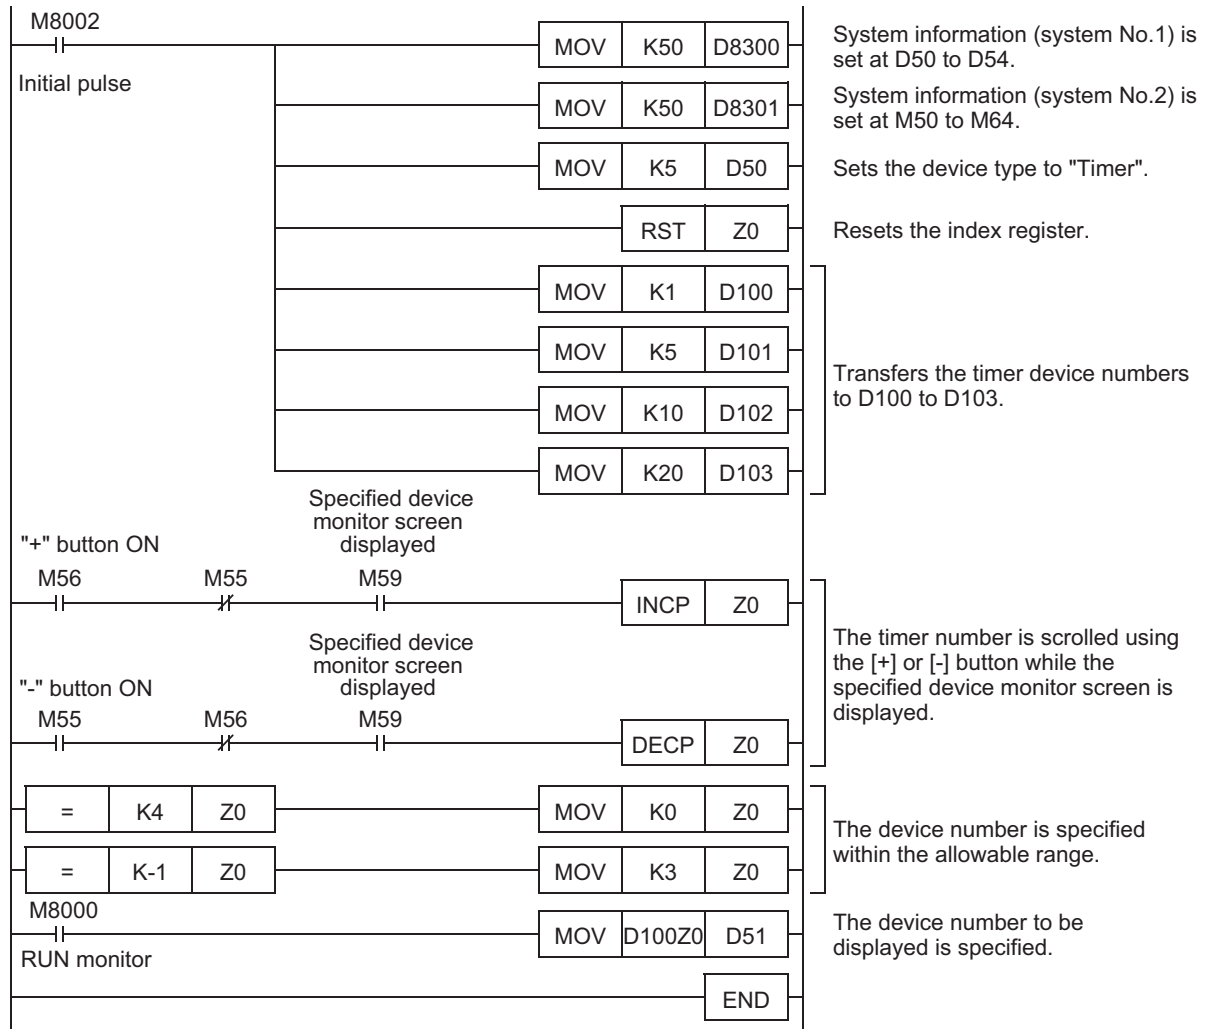 M8002
MOV K50 D8300
System information (system No.1) is
set at D50 to D54.
Initial pulse
MOV K50 D8301
System information (system No.2) is
set at M50 to M64.
MOV K5 D50
Sets the device type to "Timer".
RST Z0
Resets the index register.
MOV K1 D100
MOV K5 D101
MOV K10 D102
MOV K20 D103
Transfers the timer device numbers
to D100 to D103.
Specified device
monitor screen
displayed
"+" button ON
M56 M55 M59
INCP Z0
Specified device
monitor screen
displayed
"-" button ON
M55 M56 M59
DECP Z0
The timer number is scrolled using
the [+] or [-] button while the
specified device monitor screen is
displayed.
= K4 Z0 MOV K0 Z0
= K-1 Z0 MOV K3 Z0
The device number is specified
within the allowable range.
M8000
MOV D100Z0 D51
RUN monitor
The device number to be
displayed is specified.
END